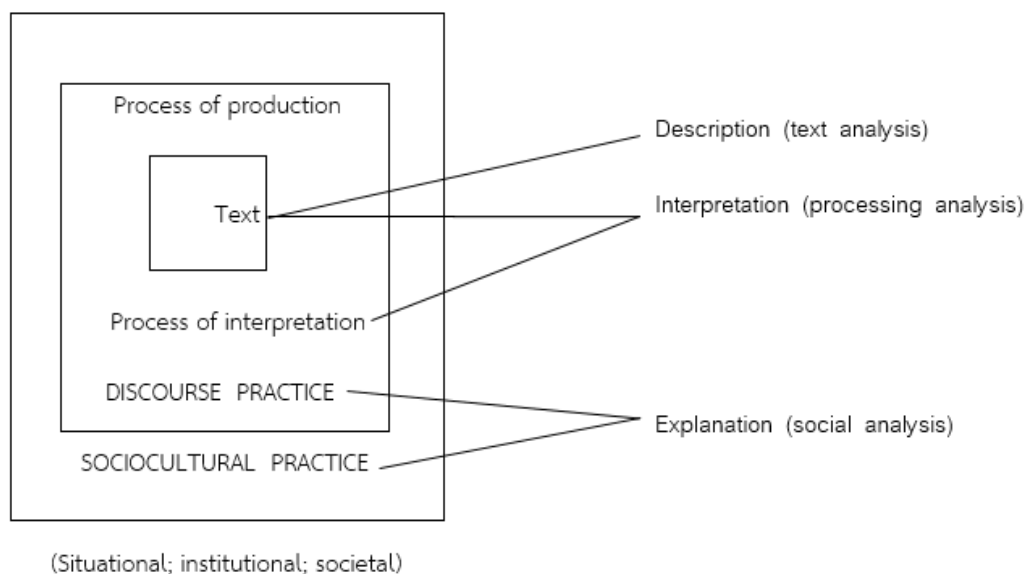 Process of production
Description (text analysis)
Interpretation (processing analysis)
Text
Process of interpretation
DISCOURSE PRACTICE
Explanation (social analysis)
SOCIOCULTURAL PRACTICE
(Situational; institutional; societal)